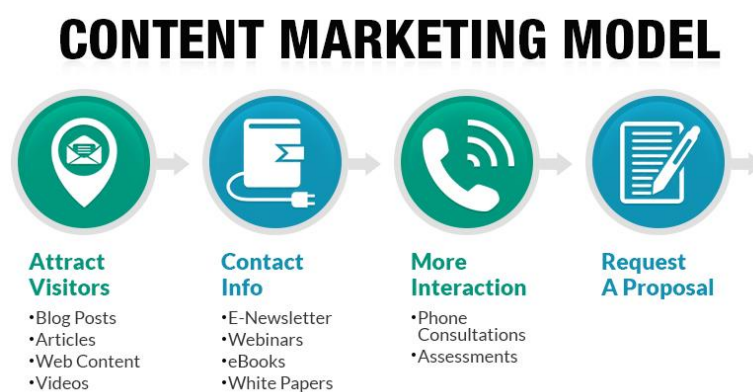 CONTENT MARKETING MODEL
Attract
Visitors
•Blog Posts
•Articles
•Web Content
•Videos
Contact
Info
•E-Newsletter
•Webinars
•eBooks
•White Papers
More
Interaction
•Phone
Consultations
•Assessments
Request
A Proposal